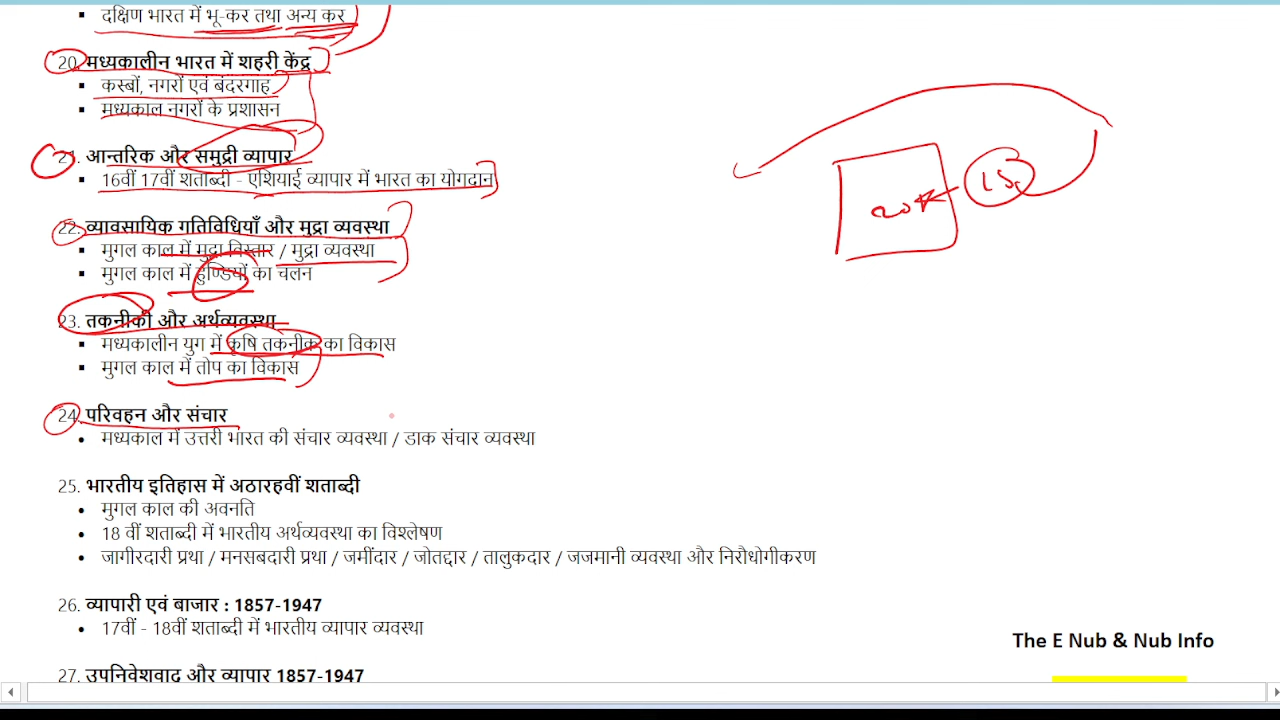 दक्षिण भारत में भू-कर तथा अन्य कर
20. मध्यकालीन भारत में शहरी केंद्र
कस्बों, नगरों एवं बंदरगाह
मध्यकाल नगरों के प्रशासन
21. आन्तरिक और समुद्री व्यापार
16वीं 17वीं शताब्दी - एशियाई व्यापार में भारत का योगदान
22. व्यावसायिक गतिविधियाँ और मुद्रा व्यवस्था
मुगल काल में मुद्रा विस्तार / मुद्रा व्यवस्था
मुगल काल में हुण्डियों का चलन
23. तकनीकी और अर्थव्यवस्था
मध्यकालीन युग में कृषि तकनीक का विकास
मुगल काल में तोप का विकास
24. परिवहन और संचार
मध्यकाल में उत्तरी भारत की संचार व्यवस्था / डाक संचार व्यवस्था
25. भारतीय इतिहास में अठारहवीं शताब्दी
मुगल काल की अवनति
18 वीं शताब्दी में भारतीय अर्थव्यवस्था का विश्लेषण
जागीरदारी प्रथा / मनसबदारी प्रथा / जमींदार / जोतद्दार / तालुकदार / जजमानी व्यवस्था और निरौधोगीकरण
26. व्यापारी एवं बाजार : 1857-1947
17वीं - 18वीं शताब्दी में भारतीय व्यापार व्यवस्था
27. उपनिवेशवाद और व्यापार 1857-1947
The E Nub & Nub Info